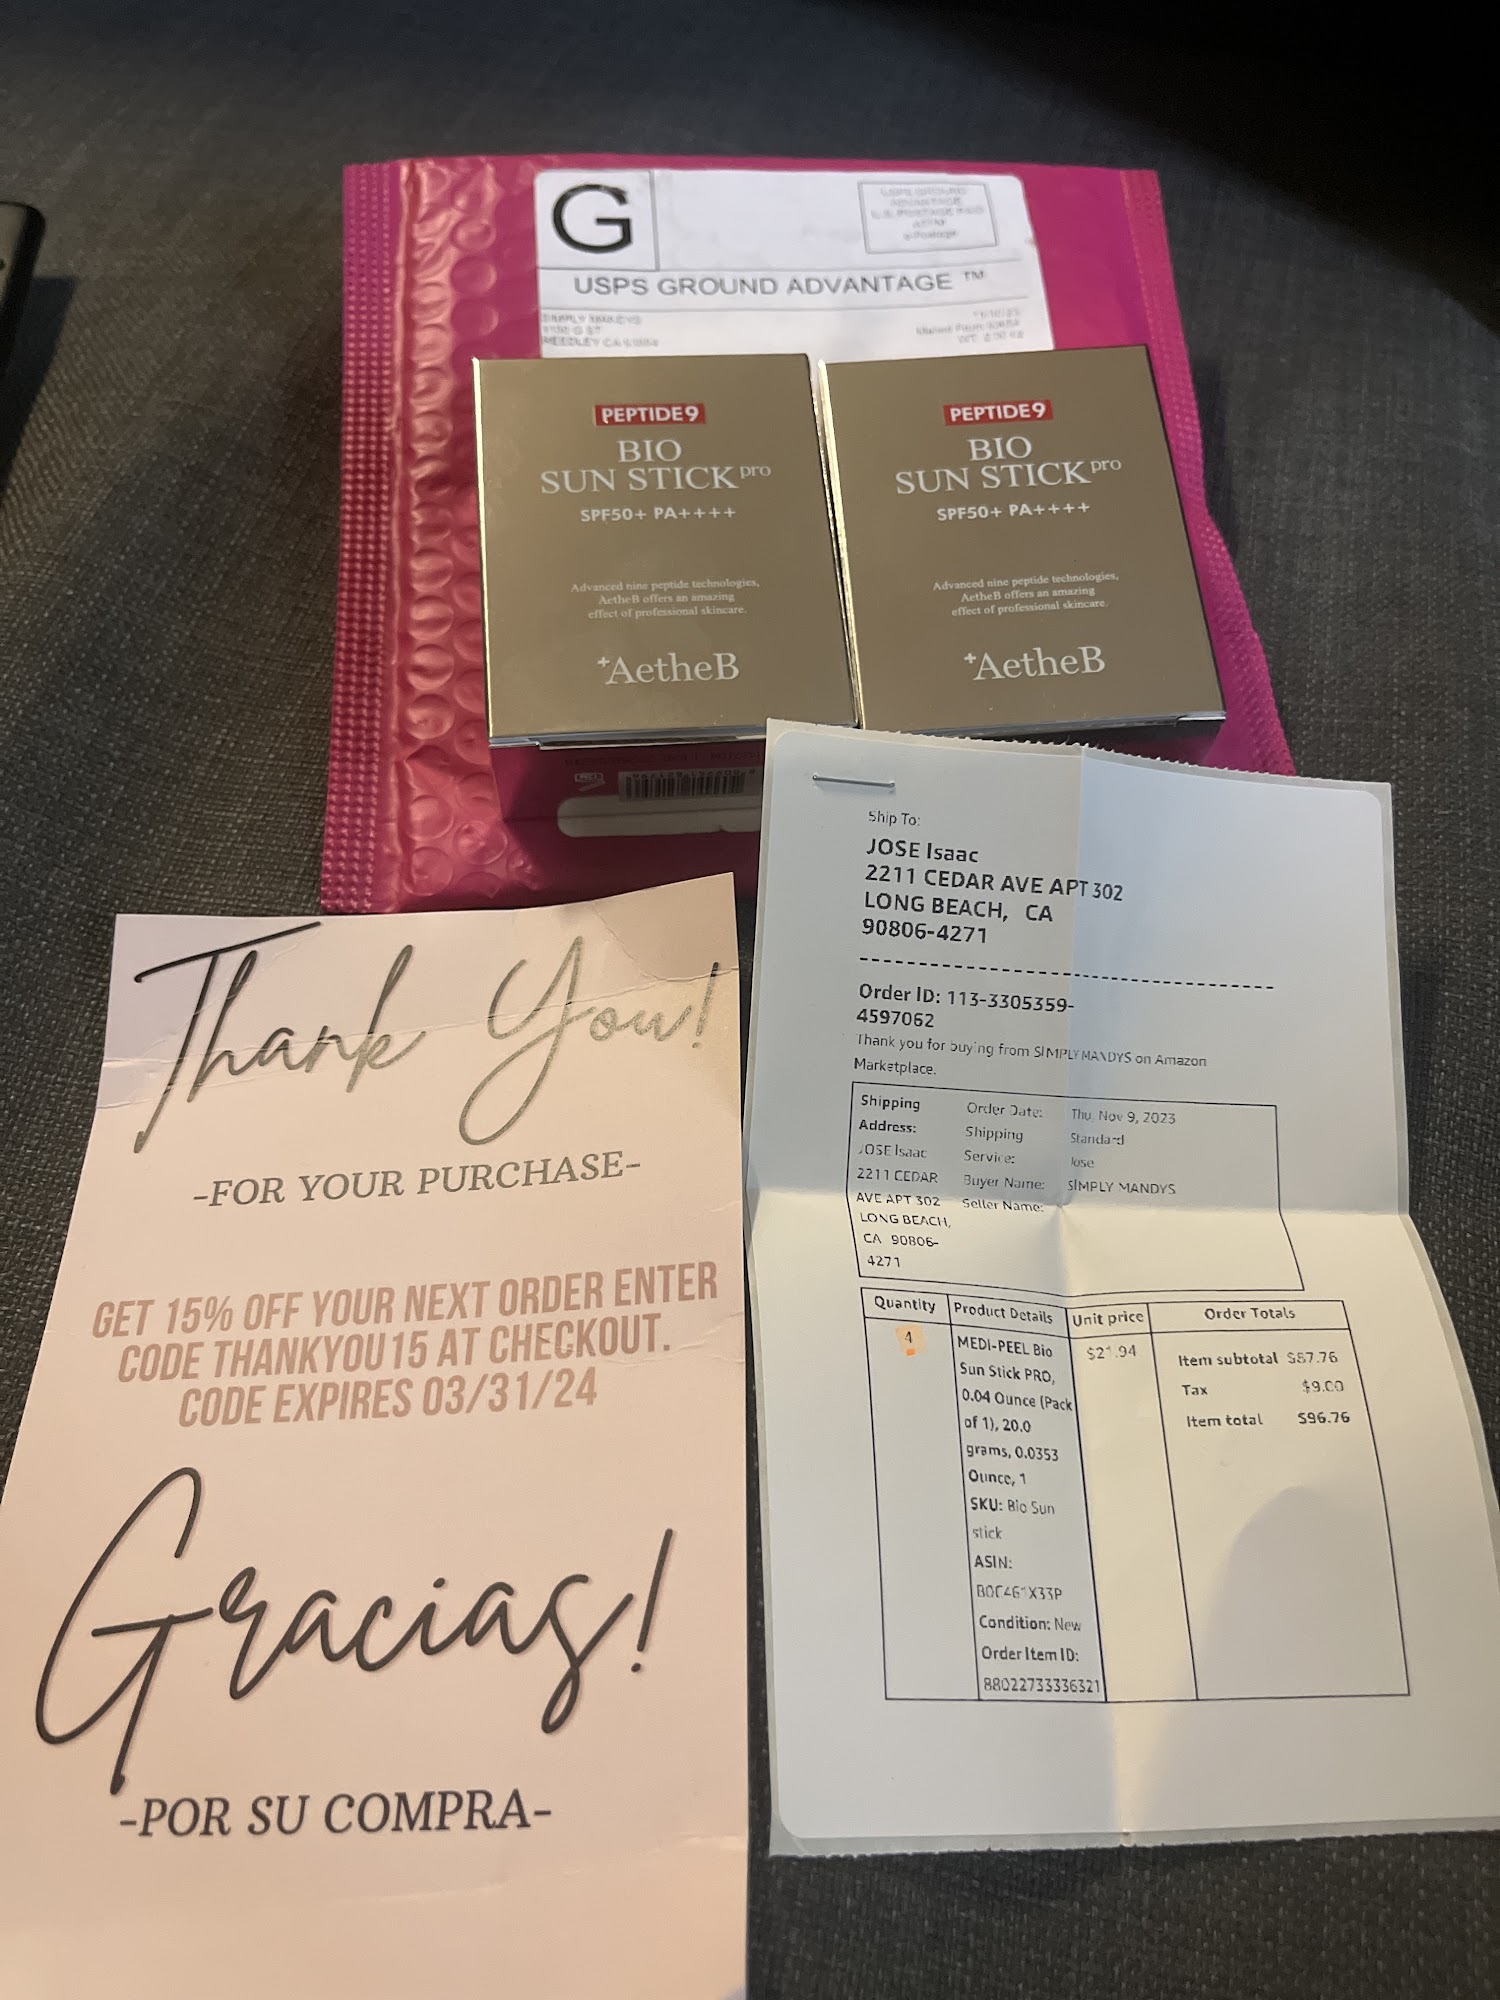 G
USPS GROUND
ADVANTAGE
U.S. POSTAGE PAID
ePostage
USPS GROUND ADVANTAGE ™
SIMPLY MANDYS
PEPTIDE9
BIO
SUN STICK pro
SPF50+ PA++++
Advanced nine peptide technologies,
AetheB offers an amazing
effect of professional skincare.
+AetheB
PEPTIDE9
BIO
SUN STICK pro
SPF50+ PA++++
Advanced nine peptide technologies,
AetheB offers an amazing
effect of professional skincare.
+AetheB
Thank You!
-FOR YOUR PURCHASE-
GET 15% OFF YOUR NEXT ORDER ENTER
CODE THANKYOU15 AT CHECKOUT.
CODE EXPIRES 03/31/24
Gracias!
-POR SU COMPRA-
Ship To:
JOSE Isaac
2211 CEDAR AVE APT 302
LONG BEACH, CA
90806-4271
Order ID: 113-3305359-
4597062
Thank you for buying from SIMPLY MANDYS on Amazon
Marketplace.
Shipping
Address:
JOSE Isaac
2211 CEDAR
AVE APT 302
LONG BEACH,
CA 90806-
4271
Order Date:
Shipping
Service:
Buyer Name:
Seller Name:
Thu, Nov 9, 2023
Standard
Jose
SIMPLY MANDYS
Quantity Product Details Unit price Order Totals
4
MEDI-PEEL Bio
Sun Stick PRO,
0.04 Ounce (Pack
of 1), 20.0
grams, 0.0353
Ounce, 1
SKU: Bio Sun
stick
ASIN:
B0C461X33P
Condition: New
Order Item ID:
88022733336321
$21.94
Item subtotal $87.76
Tax $9.00
Item total $96.76